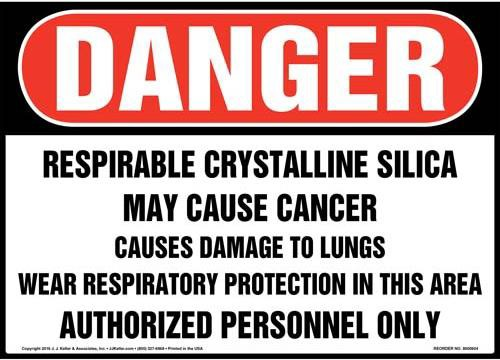 DANGER
RESPIRABLE CRYSTALLINE SILICA
MAY CAUSE CANCER
CAUSES DAMAGE TO LUNGS
WEAR RESPIRATORY PROTECTION IN THIS AREA
AUTHORIZED PERSONNEL ONLY
Copyright 2016 J. J. Keller & Associates, Inc. • JJKeller.com • (800) 327-6868 • Printed in the USA REORDER NO.